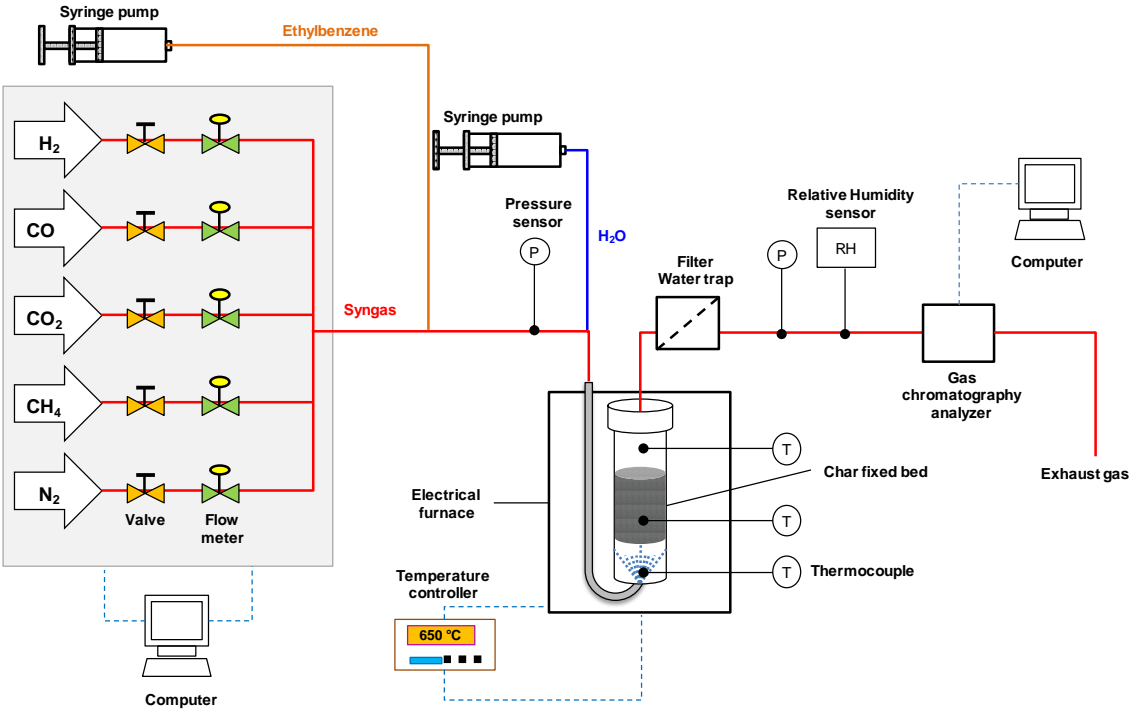 Syringe pump
Ethylbenzene
Syringe pump
H₂
CO
CO₂
CH₄
N₂
Valve
Flow
meter
Syngas
Pressure
sensor
P
H₂O
Filter
Water trap
P
Relative Humidity
sensor
RH
Computer
Gas
chromatography
analyzer
Exhaust gas
Electrical
furnace
T
Char fixed bed
T
T
Thermocouple
Temperature
controller
650 °C
Computer